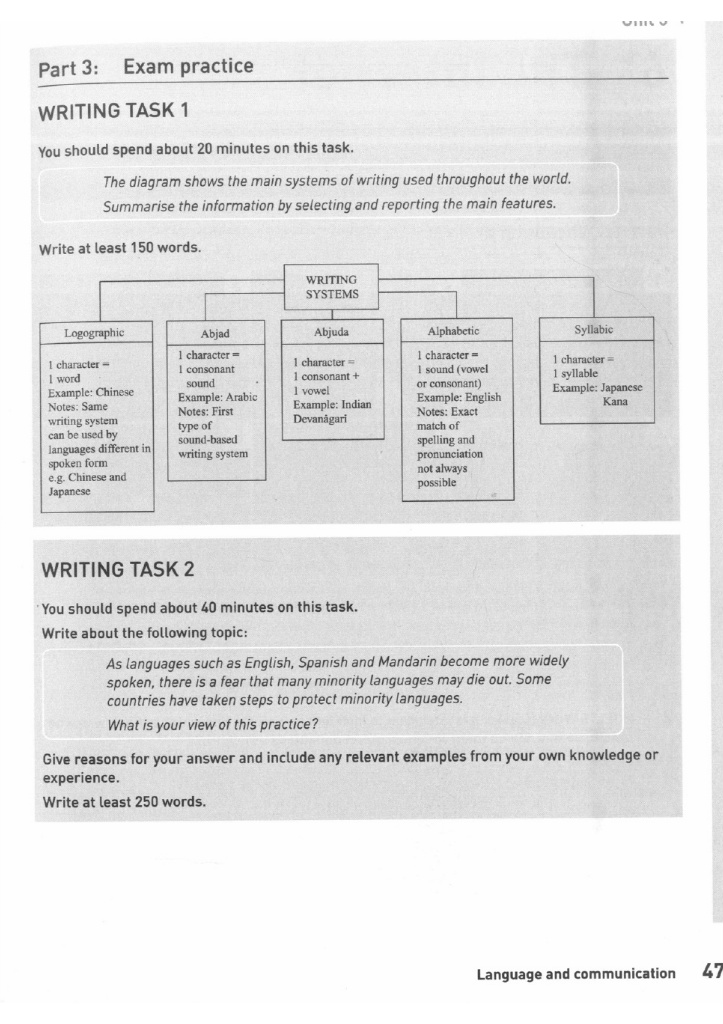 Part 3: Exam practice
WRITING TASK 1
You should spend about 20 minutes on this task.
The diagram shows the main systems of writing used throughout the world.
Summarise the information by selecting and reporting the main features.
Write at least 150 words.
WRITING
SYSTEMS
Logographic
1 character =
1 word
Example: Chinese
Notes: Same
writing system
can be used by
languages different in
spoken form
e.g. Chinese and
Japanese
Abjad
1 character =
1 consonant
sound
Example: Arabic
Notes: First
type of
sound-based
writing system
Abjuda
1 character =
1 consonant +
1 vowel
Example: Indian
Devanâgarî
Alphabetic
1 character =
1 sound (vowel
or consonant)
Example: English
Notes: Exact
match of
spelling and
pronunciation
not always
possible
Syllabic
1 character =
1 syllable
Example: Japanese
Kana
WRITING TASK 2
You should spend about 40 minutes on this task.
Write about the following topic:
As languages such as English, Spanish and Mandarin become more widely
spoken, there is a fear that many minority languages may die out. Some
countries have taken steps to protect minority languages.
What is your view of this practice?
Give reasons for your answer and include any relevant examples from your own knowledge or
experience.
Write at least 250 words.
Language and communication 47